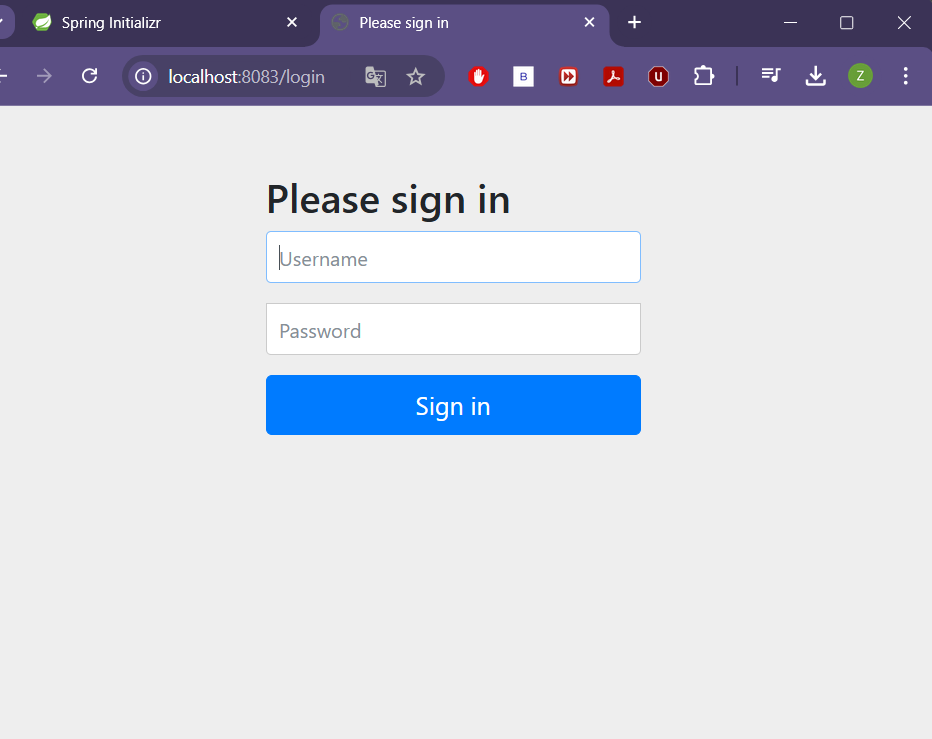 Spring Initializr
Please sign in
localhost:8083/login
B
U
Z
Please sign in
Username
Password
Sign in